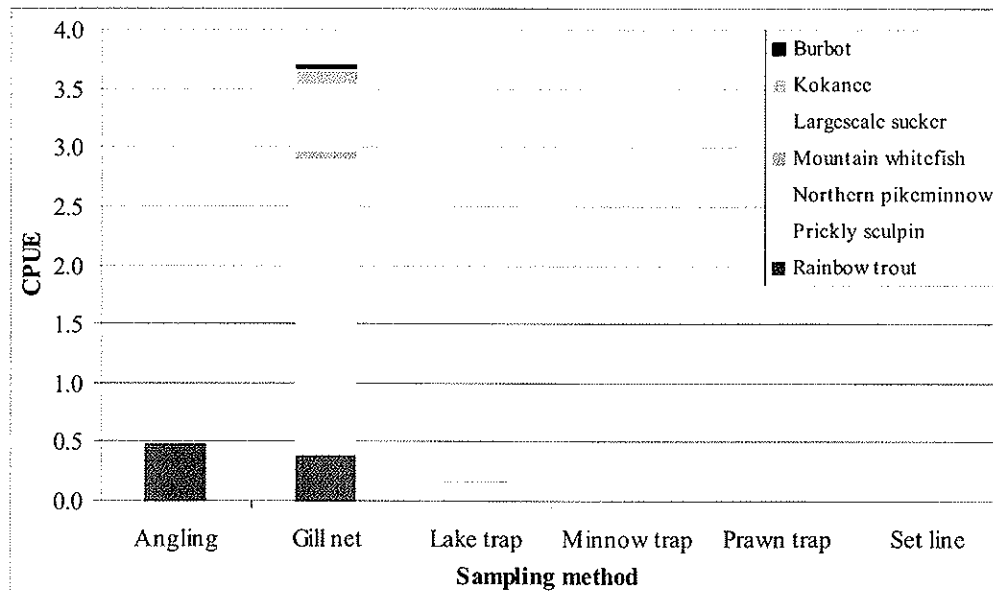 4.0
3.5
3.0
2.5
2.0
1.5
1.0
0.5
0.0
CPUE
Burbot
Kokanee
Largescale sucker
Mountain whitefish
Northern pikeminnow
Prickly sculpin
Rainbow trout
Angling Gill net Lake trap Minnow trap Prawn trap Set line
Sampling method